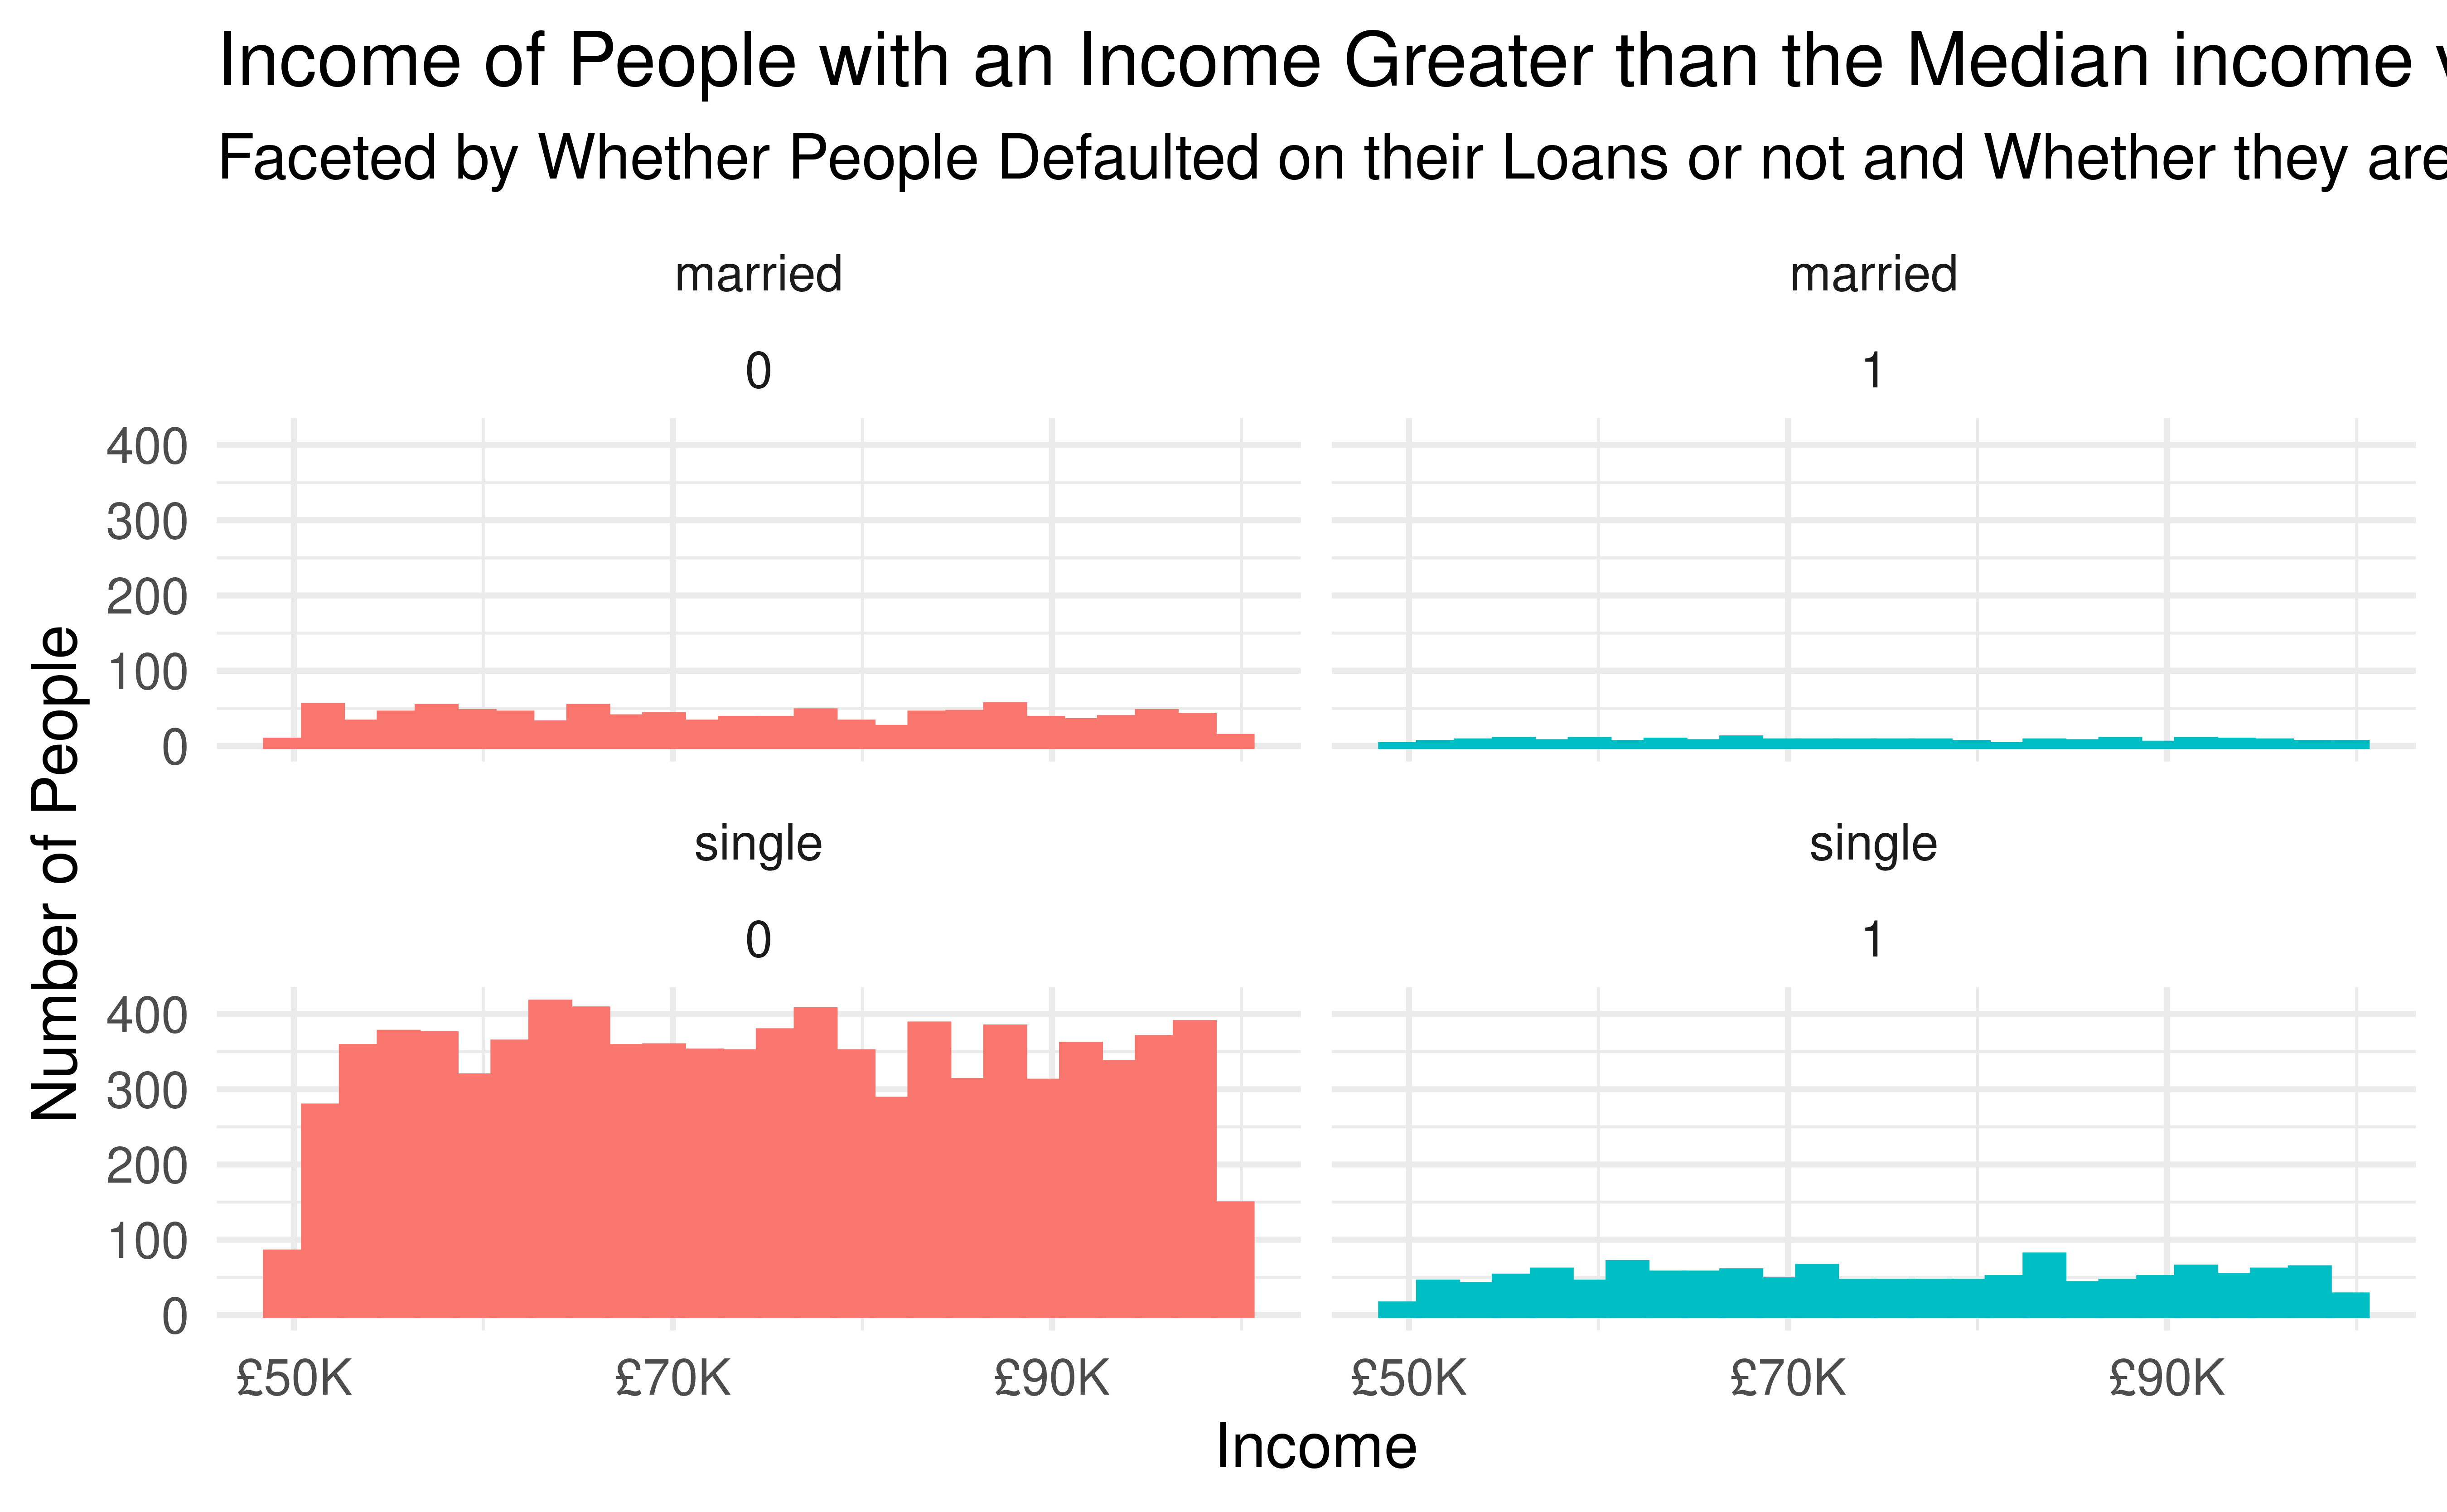 Income of People with an Income Greater than the Median income
Faceted by Whether People Defaulted on their Loans or not and Whether they are
married
married
0
1
400
300
200
100
0
single
single
0
1
400
300
200
100
0
£50K
£70K
£90K
£50K
£70K
£90K
Number of People
Income